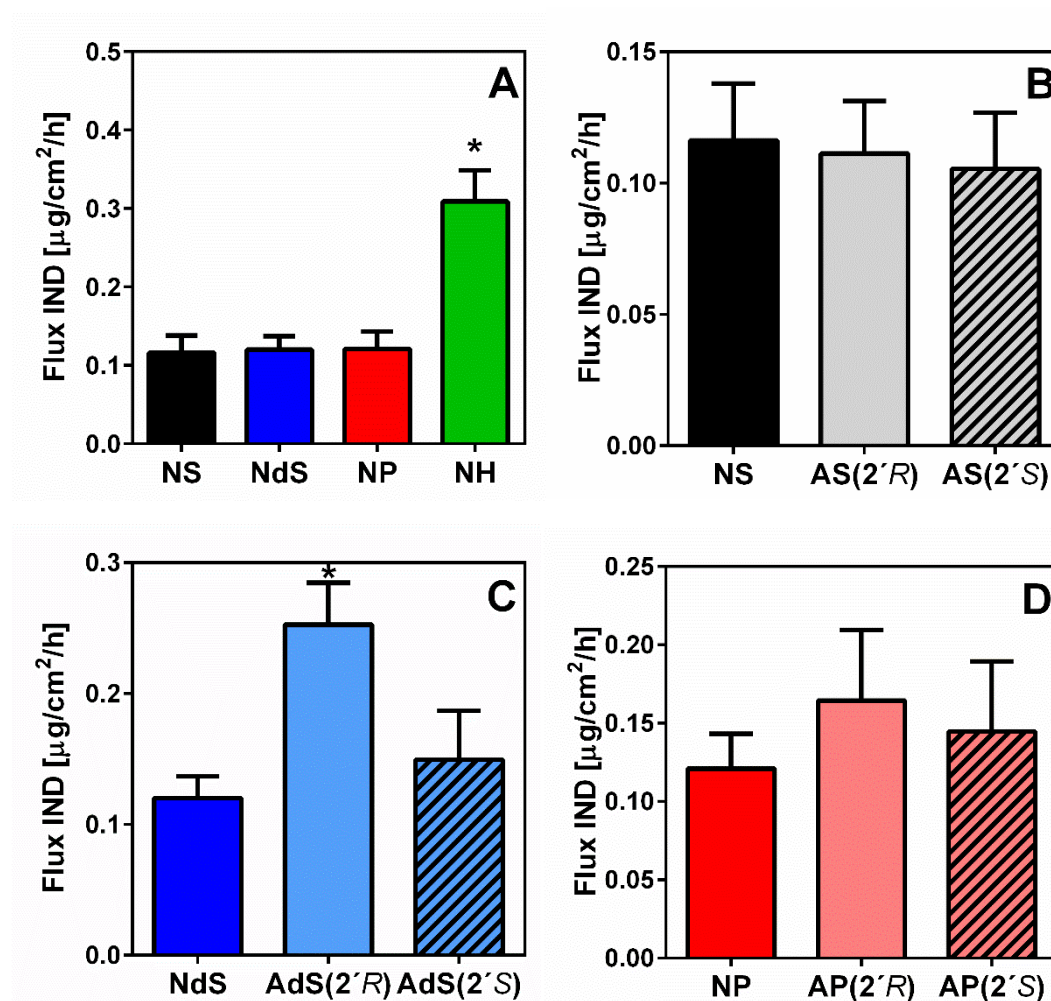 A
Flux IND [µg/cm²/h]
0.5
0.4
0.3
0.2
0.1
0.0
*
NS NdS NP NH
B
Flux IND [µg/cm²/h]
0.15
0.10
0.05
0.00
NS AS(2´R) AS(2´S)
C
Flux IND [µg/cm²/h]
0.3
0.2
0.1
0.0
*
NdS AdS(2´R) AdS(2´S)
D
Flux IND [µg/cm²/h]
0.25
0.20
0.15
0.10
0.05
0.00
NP AP(2´R) AP(2´S)